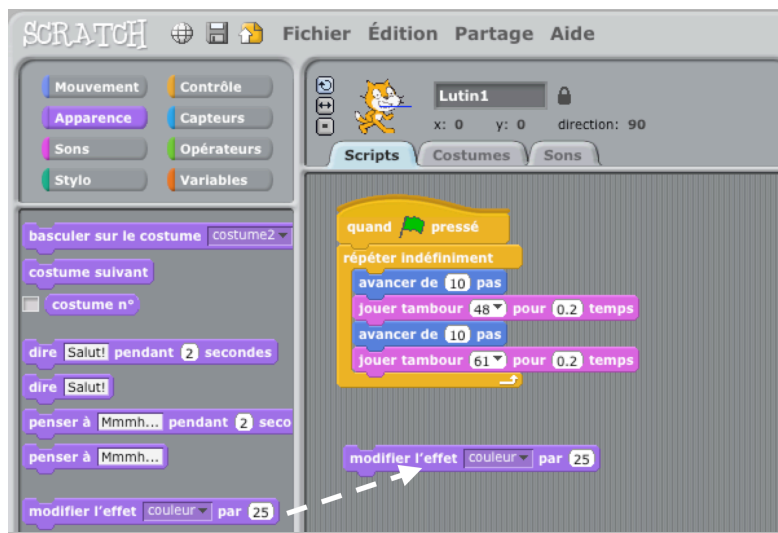 SCRATCH Fichier Édition Partage Aide
Mouvement Contrôle
Apparence Capteurs
Sons Opérateurs
Stylo Variables
basculer sur le costume costume2
costume suivant
costume n°
dire Salut! pendant 2 secondes
dire Salut!
penser à Mmmh... pendant 2 seco
penser à Mmmh...
modifier l'effet couleur par 25
Lutin1
x: 0 y: 0 direction: 90
Scripts Costumes Sons
quand pressé
répéter indéfiniment
avancer de 10 pas
jouer tambour 48 pour 0.2 temps
avancer de 10 pas
jouer tambour 61 pour 0.2 temps
modifier l'effet couleur par 25